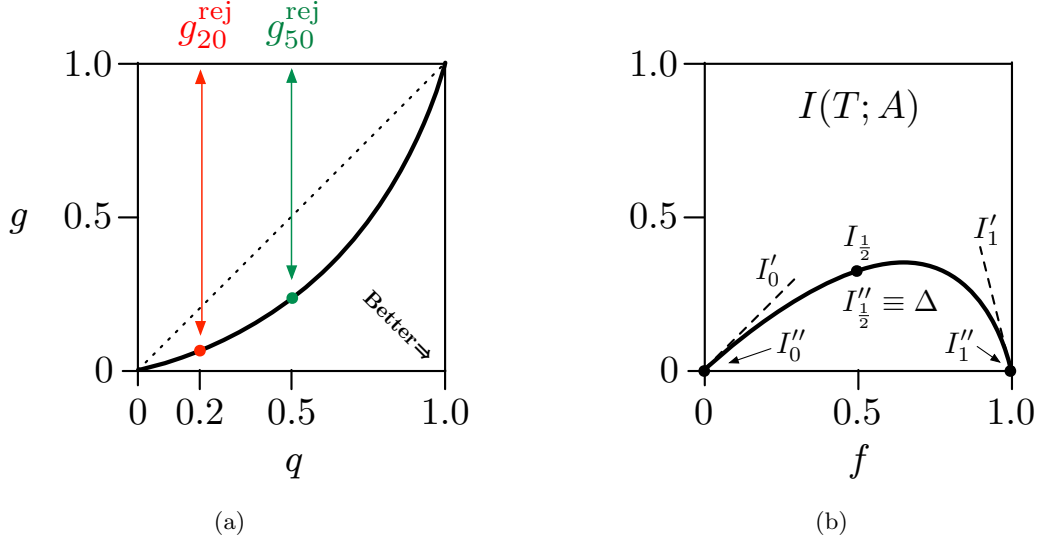 g_{20}^{rej} g_{50}^{rej}
1.0
g
0.5
0
0 0.2 0.5 1.0
q
Better⇒
(a)
1.0
I(T; A)
0.5
I'_0
I_{\frac{1}{2}}
I''_{\frac{1}{2}} ≡ Δ
I'_1
I''_0
I''_1
0
0 0.5 1.0
f
(b)